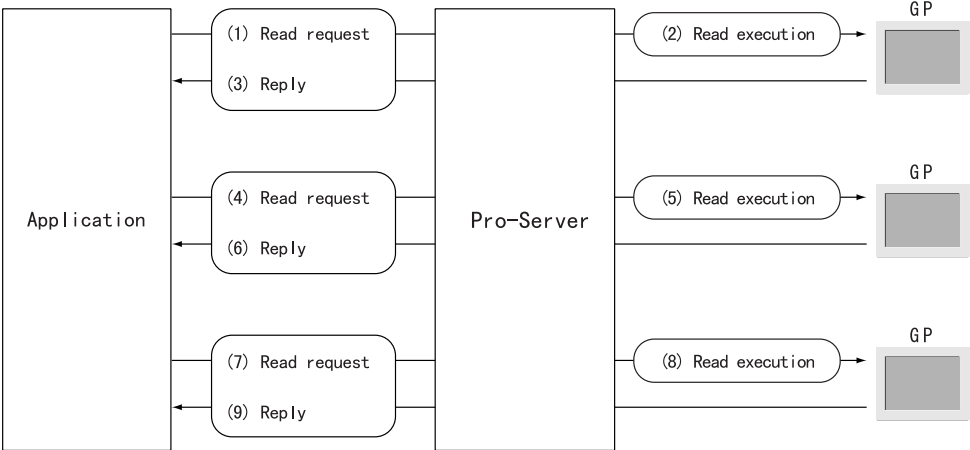 GP
(1) Read request
(2) Read execution
(3) Reply
GP
(4) Read request
(5) Read execution
Application
Pro-Server
(6) Reply
GP
(7) Read request
(8) Read execution
(9) Reply